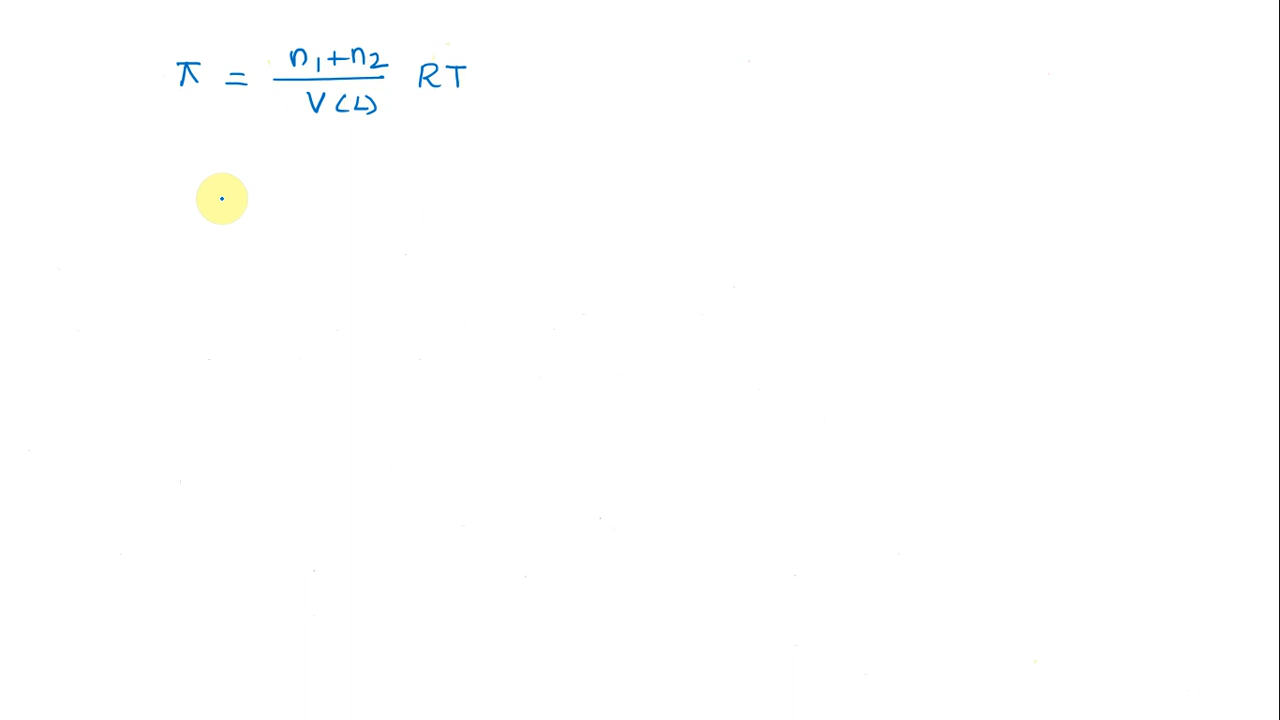 π = n₁+n₂ / V(L) RT